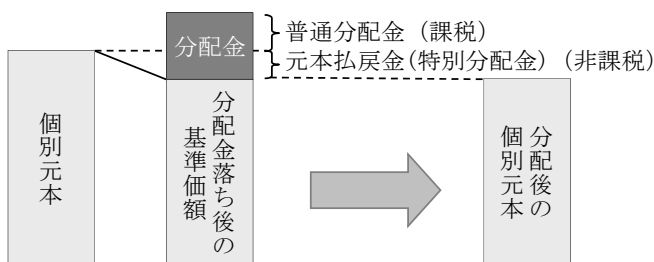 分配金
普通分配金（課税）
元本払戻金(特別分配金)（非課税）
個別元本
分配金落ち後の
基準価額
分配後の
個別元本